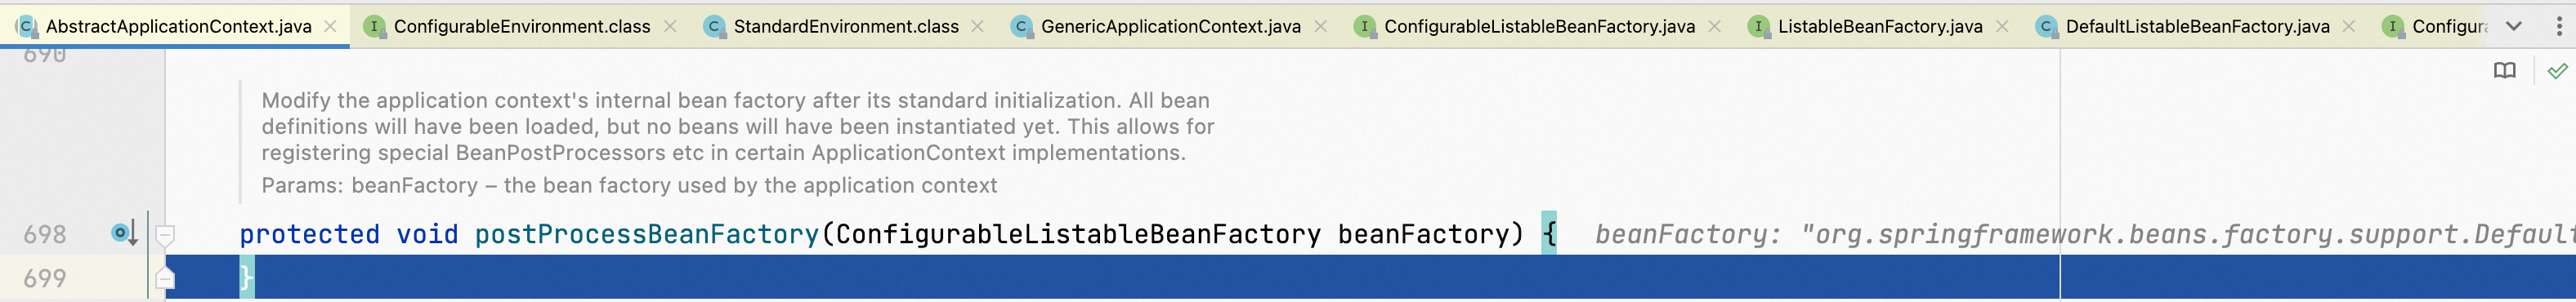 AbstractApplicationContext.java ConfigurableEnvironment.class StandardEnvironment.class GenericApplicationContext.java ConfigurableListableBeanFactory.java ListableBeanFactory.java DefaultListableBeanFactory.java Configura
690
Modify the application context's internal bean factory after its standard initialization. All bean
definitions will have been loaded, but no beans will have been instantiated yet. This allows for
registering special BeanPostProcessors etc in certain ApplicationContext implementations.
Params: beanFactory – the bean factory used by the application context
698 protected void postProcessBeanFactory(ConfigurableListableBeanFactory beanFactory) { beanFactory: "org.springframework.beans.factory.support.Default
699 }